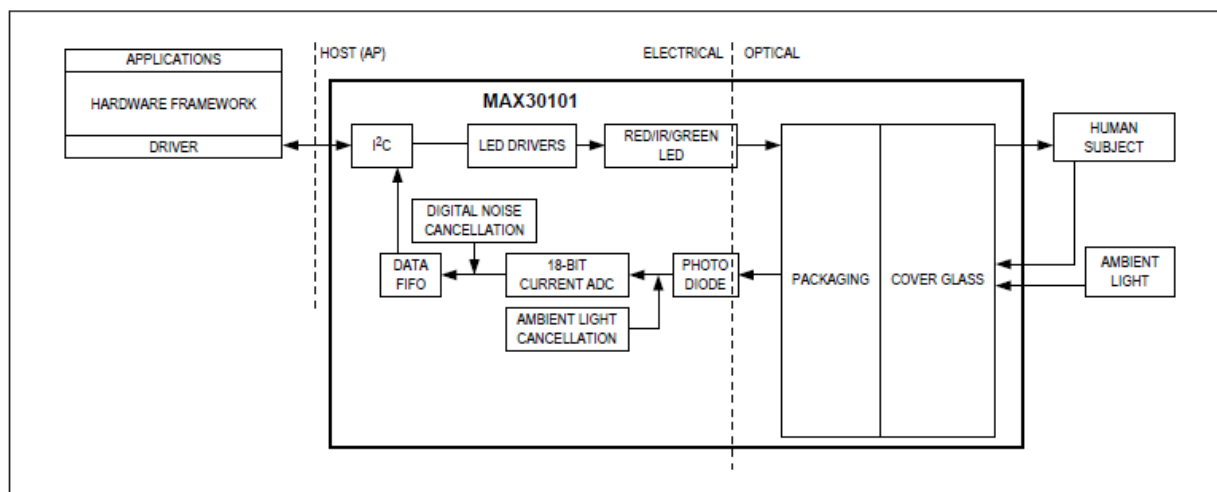 APPLICATIONS
HARDWARE FRAMEWORK
DRIVER
HOST (AP)
ELECTRICAL
OPTICAL
MAX30101
I²C
LED DRIVERS
RED/IR/GREEN
LED
HUMAN
SUBJECT
DIGITAL NOISE
CANCELLATION
DATA
FIFO
18-BIT
CURRENT ADC
PHOTO
DIODE
PACKAGING
COVER GLASS
AMBIENT
LIGHT
AMBIENT LIGHT
CANCELLATION